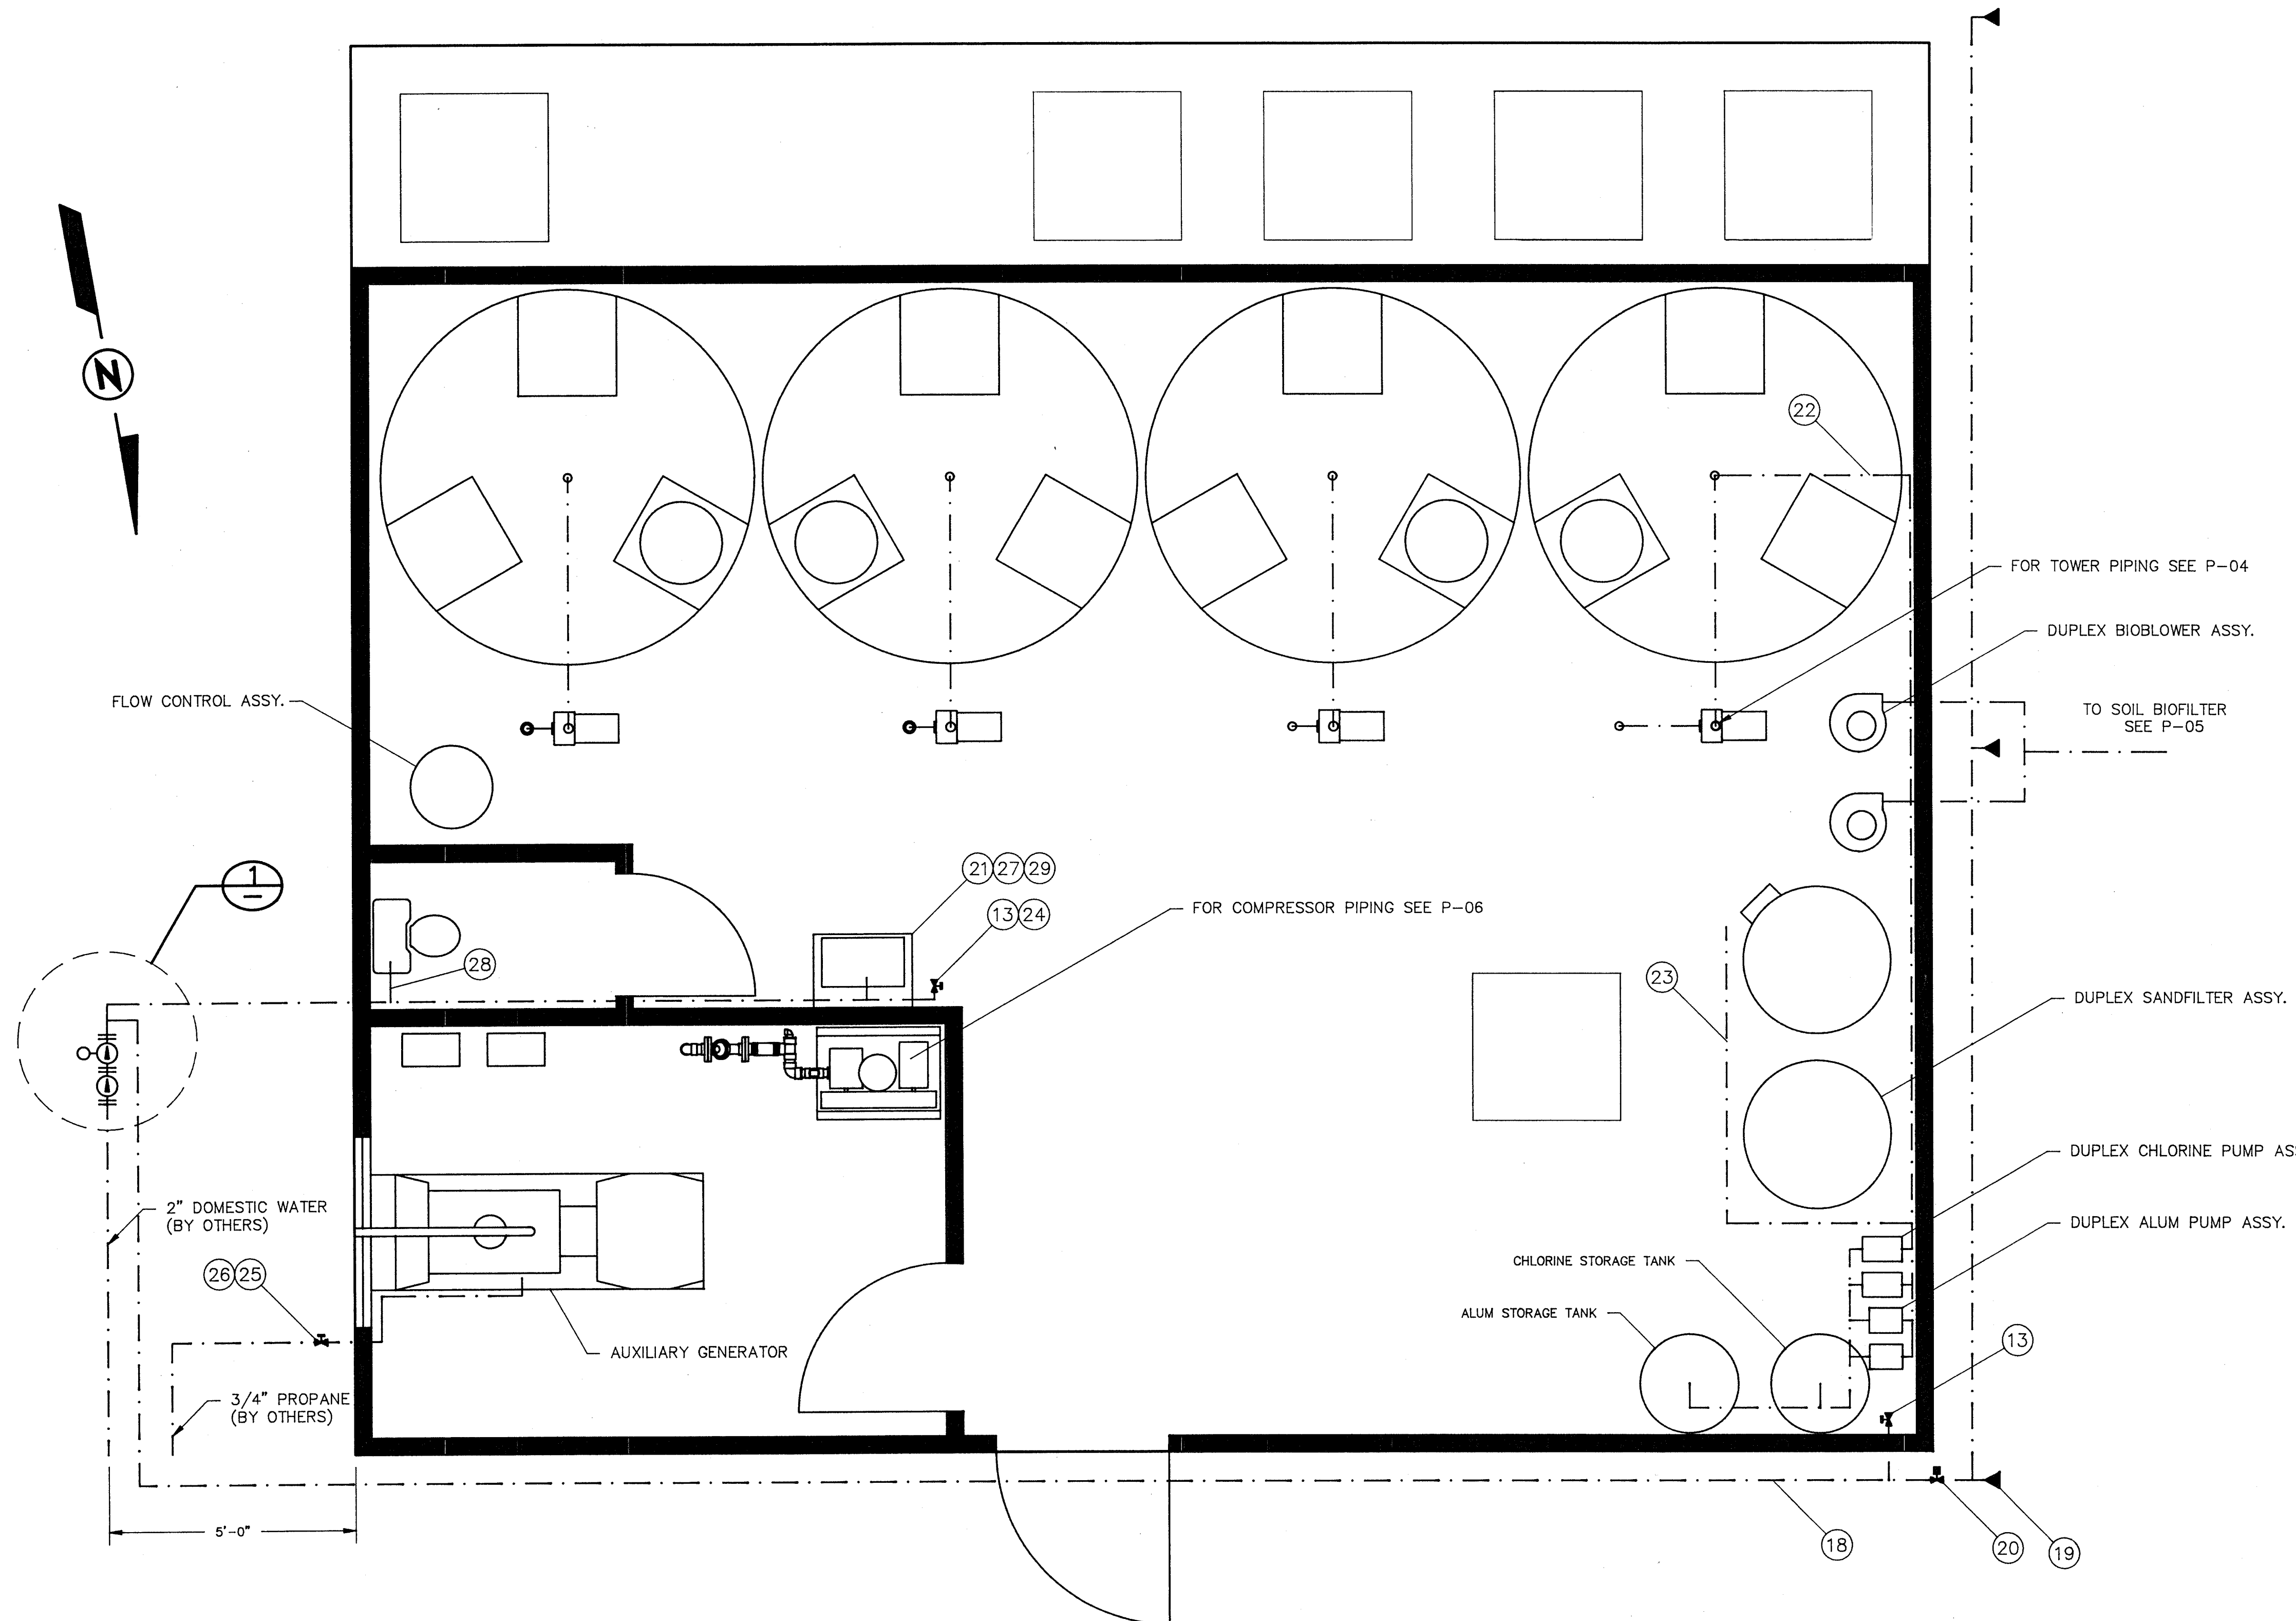 N
22
FOR TOWER PIPING SEE P-04
DUPLEX BIOBLOWER ASSY.
FLOW CONTROL ASSY.
TO SOIL BIOFILTER
SEE P-05
1
21 27 29
13 24
FOR COMPRESSOR PIPING SEE P-06
28
23
DUPLEX SANDFILTER ASSY.
DUPLEX CHLORINE PUMP AS
2" DOMESTIC WATER
(BY OTHERS)
DUPLEX ALUM PUMP ASSY.
26 25
CHLORINE STORAGE TANK
ALUM STORAGE TANK
13
AUXILIARY GENERATOR
3/4" PROPANE
(BY OTHERS)
5'-0"
18
20
19